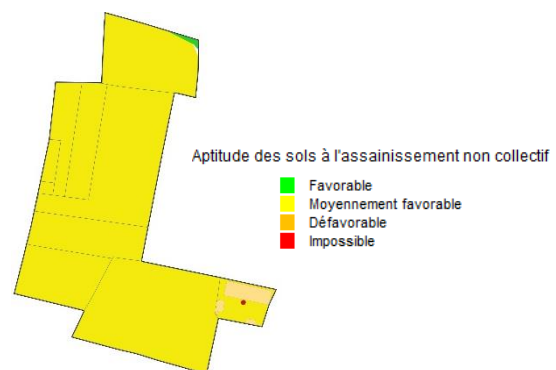 Aptitude des sols à l'assainissement non collectif
Favorable
Moyennement favorable
Défavorable
Impossible